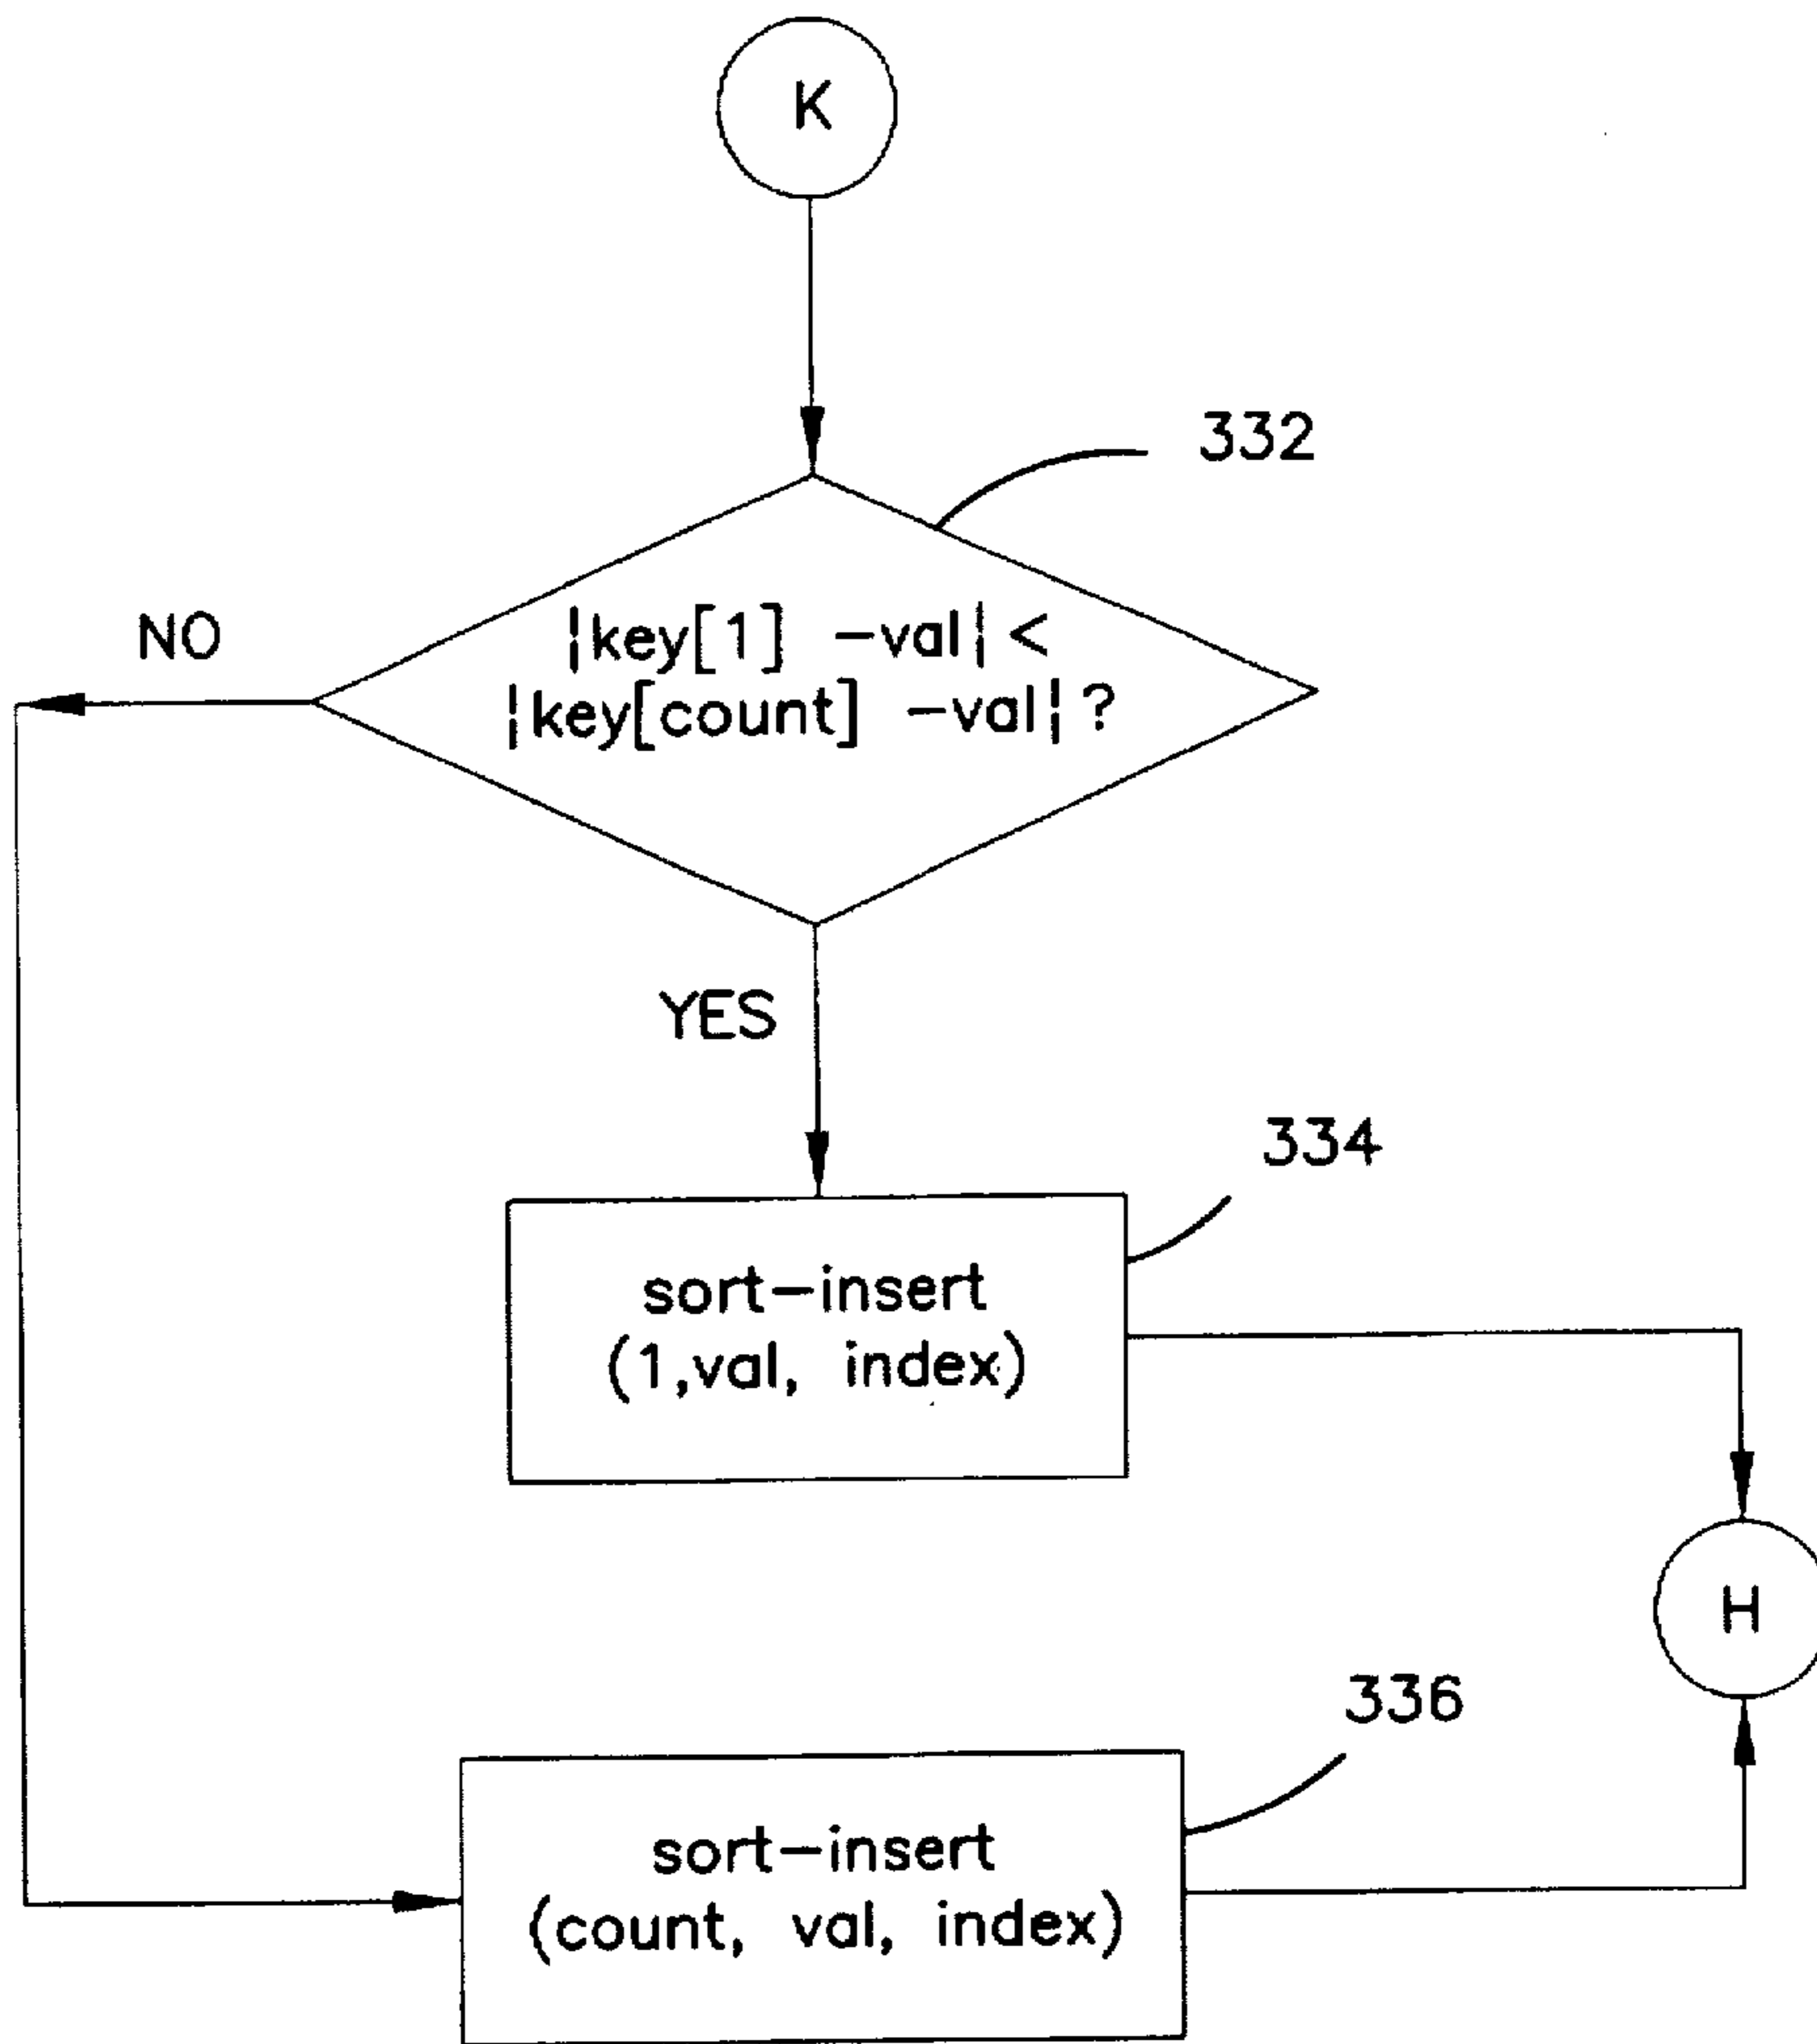 K
332
|key[1] -val| <
|key[count] -val| ?
NO
YES
334
sort-insert
(1,val, index)
H
336
sort-insert
(count, val, index)